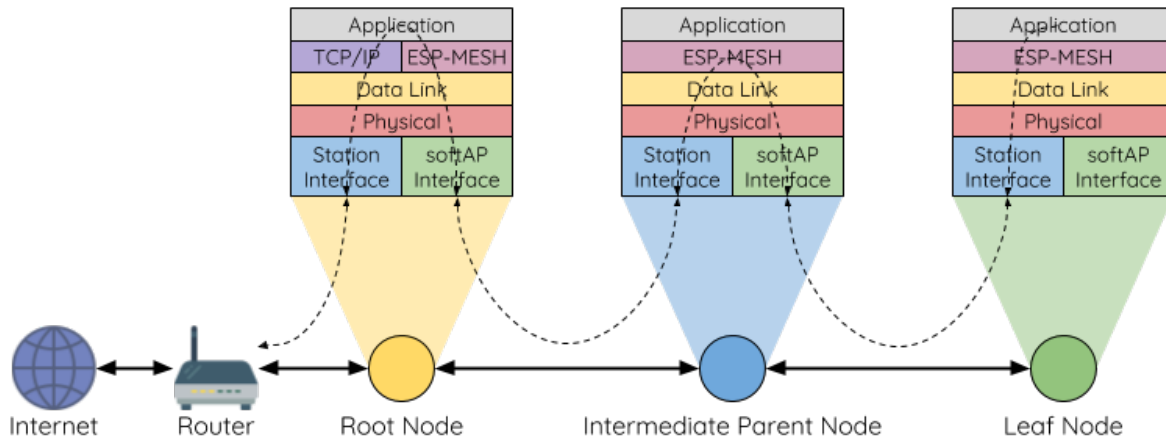 Application
TCP/IP ESP-MESH
Data Link
Physical
Station
Interface
softAP
Interface
Application
ESP-MESH
Data Link
Physical
Station
Interface
softAP
Interface
Application
ESP-MESH
Data Link
Physical
Station
Interface
softAP
Interface
Internet
Router
Root Node
Intermediate Parent Node
Leaf Node